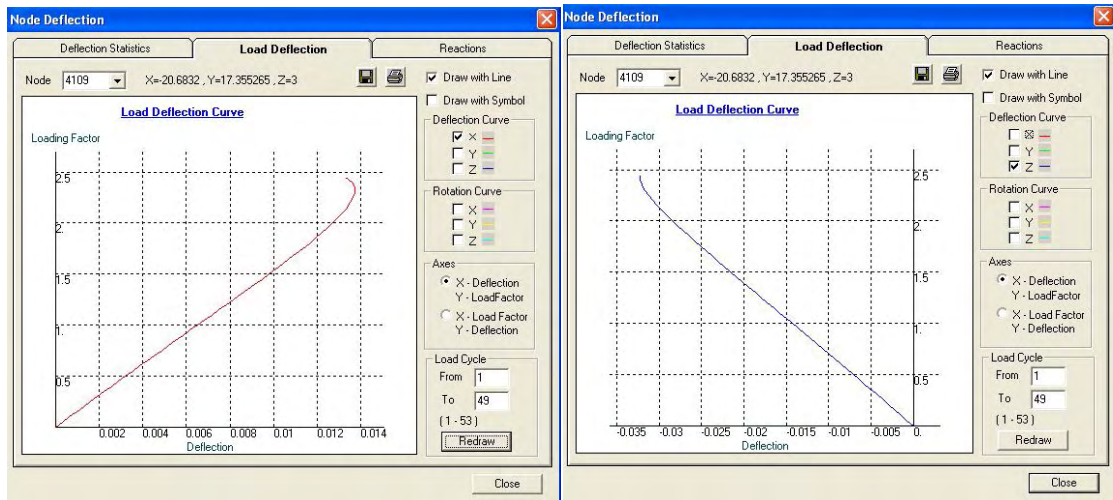 Node Deflection
Deflection Statistics Load Deflection Reactions
Node 4109 X=-20.6832 , Y=17.355265 , Z=3
Draw with Line
Draw with Symbol
Load Deflection Curve
Loading Factor
2.5
2.
1.5
1.
0.5
0.002 0.004 0.006 0.008 0.01 0.012 0.014
Deflection
Deflection Curve
X
Y
Z
Rotation Curve
X
Y
Z
Axes
X - Deflection
Y - LoadFactor
X - Load Factor
Y - Deflection
Load Cycle
From 1
To 49
( 1 - 53 )
Redraw
Close
Node Deflection
Deflection Statistics Load Deflection Reactions
Node 4109 X=-20.6832 , Y=17.355265 , Z=3
Draw with Line
Draw with Symbol
Load Deflection Curve
Loading Factor
2.5
2.
1.5
1.
0.5
-0.035 -0.03 -0.025 -0.02 -0.015 -0.01 -0.005 0.
Deflection
Deflection Curve
X
Y
Z
Rotation Curve
X
Y
Z
Axes
X - Deflection
Y - LoadFactor
X - Load Factor
Y - Deflection
Load Cycle
From 1
To 49
( 1 - 53 )
Redraw
Close